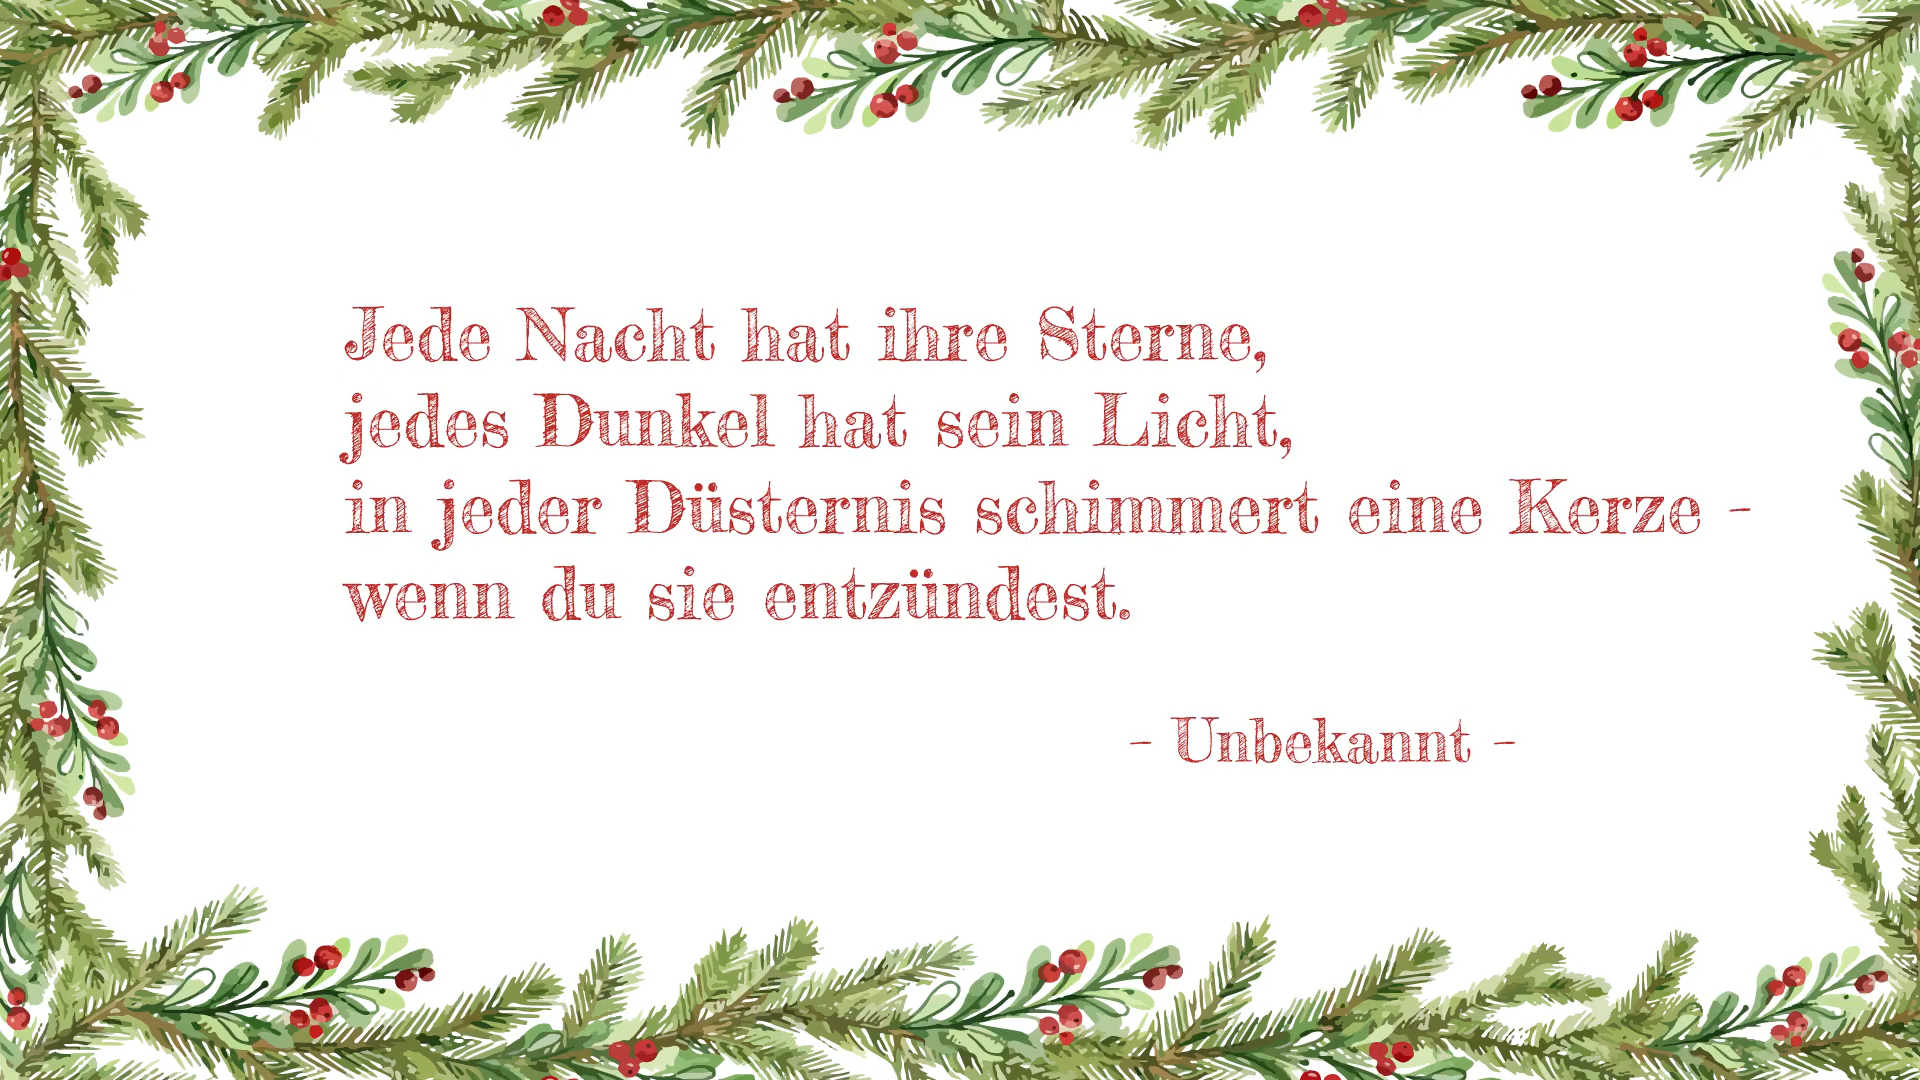 Jede Nacht hat ihre Sterne,
jedes Dunkel hat sein Licht,
in jeder Düsternis schimmert eine Kerze -
wenn du sie entzündest.
- Unbekannt -